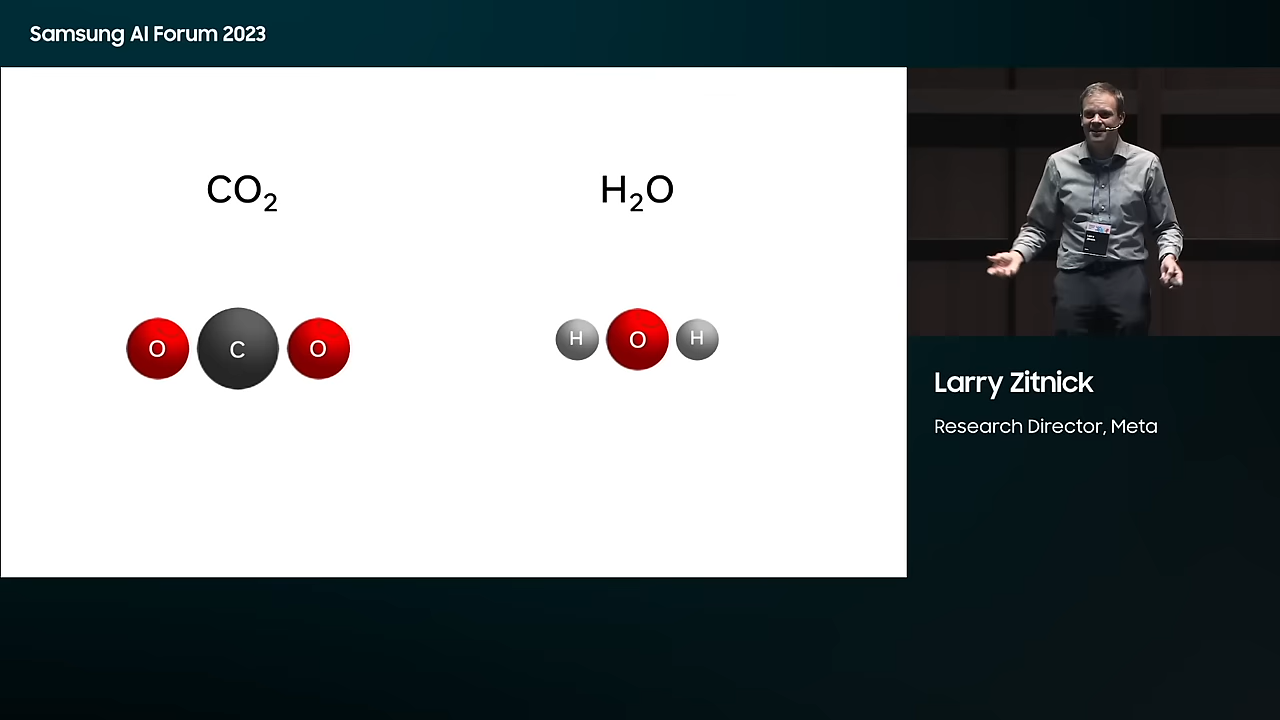 Samsung AI Forum 2023
CO₂
H₂O
O C O
H O H
Larry Zitnick
Research Director, Meta